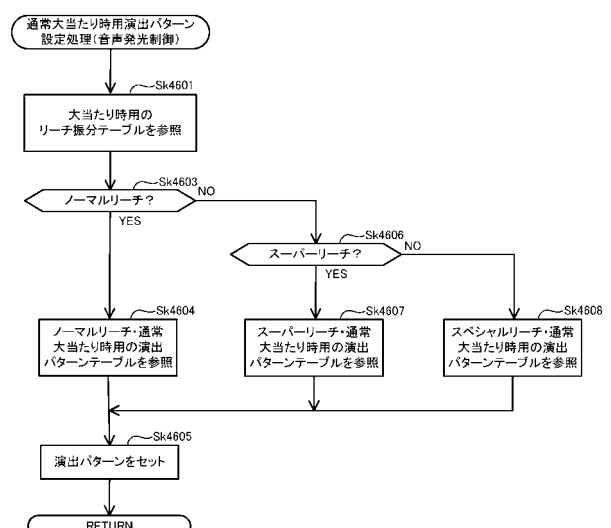 通常大当たり時用演出パターン
設定処理(音声発光制御)
Sk4601
大当たり時用の
リーチ振分テーブルを参照
Sk4603
ノーマルリーチ?
NO
YES
Sk4606
スーパーリーチ?
NO
YES
Sk4604
ノーマルリーチ・通常
大当たり時用の演出
パターンテーブルを参照
Sk4607
スーパーリーチ・通常
大当たり時用の演出
パターンテーブルを参照
Sk4608
スペシャルリーチ・通常
大当たり時用の演出
パターンテーブルを参照
Sk4605
演出パターンをセット
RETURN